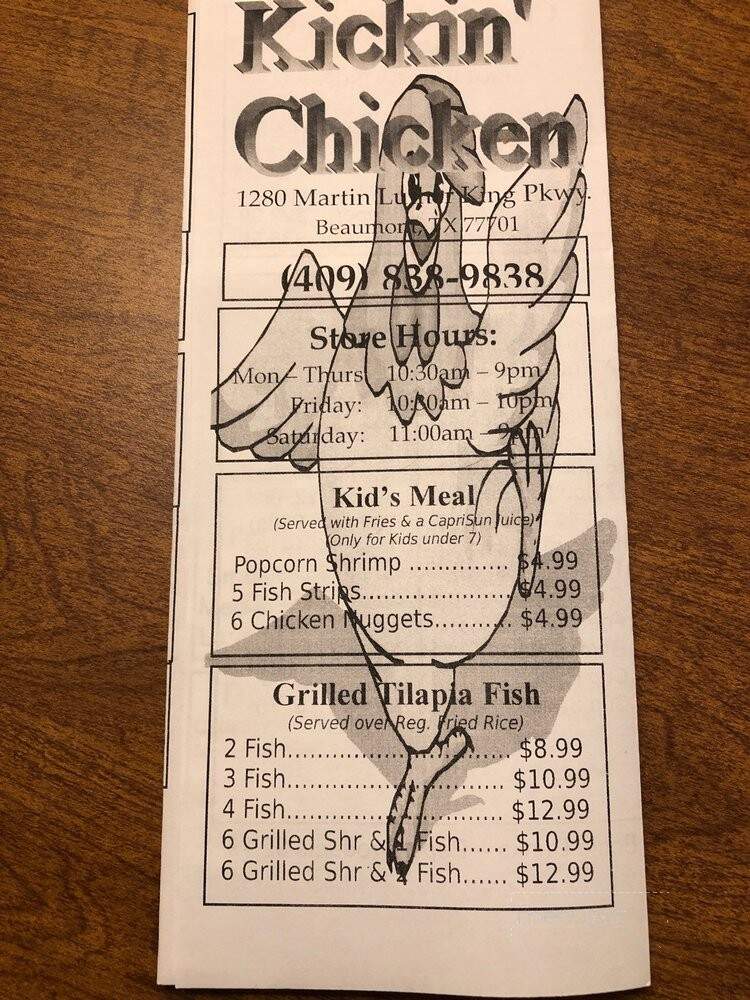 Kickin'
Chicken
1280 Martin Luther King Pkwy.
Beaumont, TX 77701
(409) 838-9838
Store Hours:
Mon – Thurs: 10:30am – 9pm
Friday: 10:30am – 10pm
Saturday: 11:00am – 9pm
Kid's Meal
(Served with Fries & a CapriSun Juice)
(Only for Kids under 7)
Popcorn Shrimp .............. $4.99
5 Fish Strips...................... $4.99
6 Chicken Nuggets........... $4.99
Grilled Tilapia Fish
(Served over Reg. Fried Rice)
2 Fish................................ $8.99
3 Fish............................... $10.99
4 Fish............................... $12.99
6 Grilled Shr & 1 Fish...... $10.99
6 Grilled Shr & 2 Fish...... $12.99